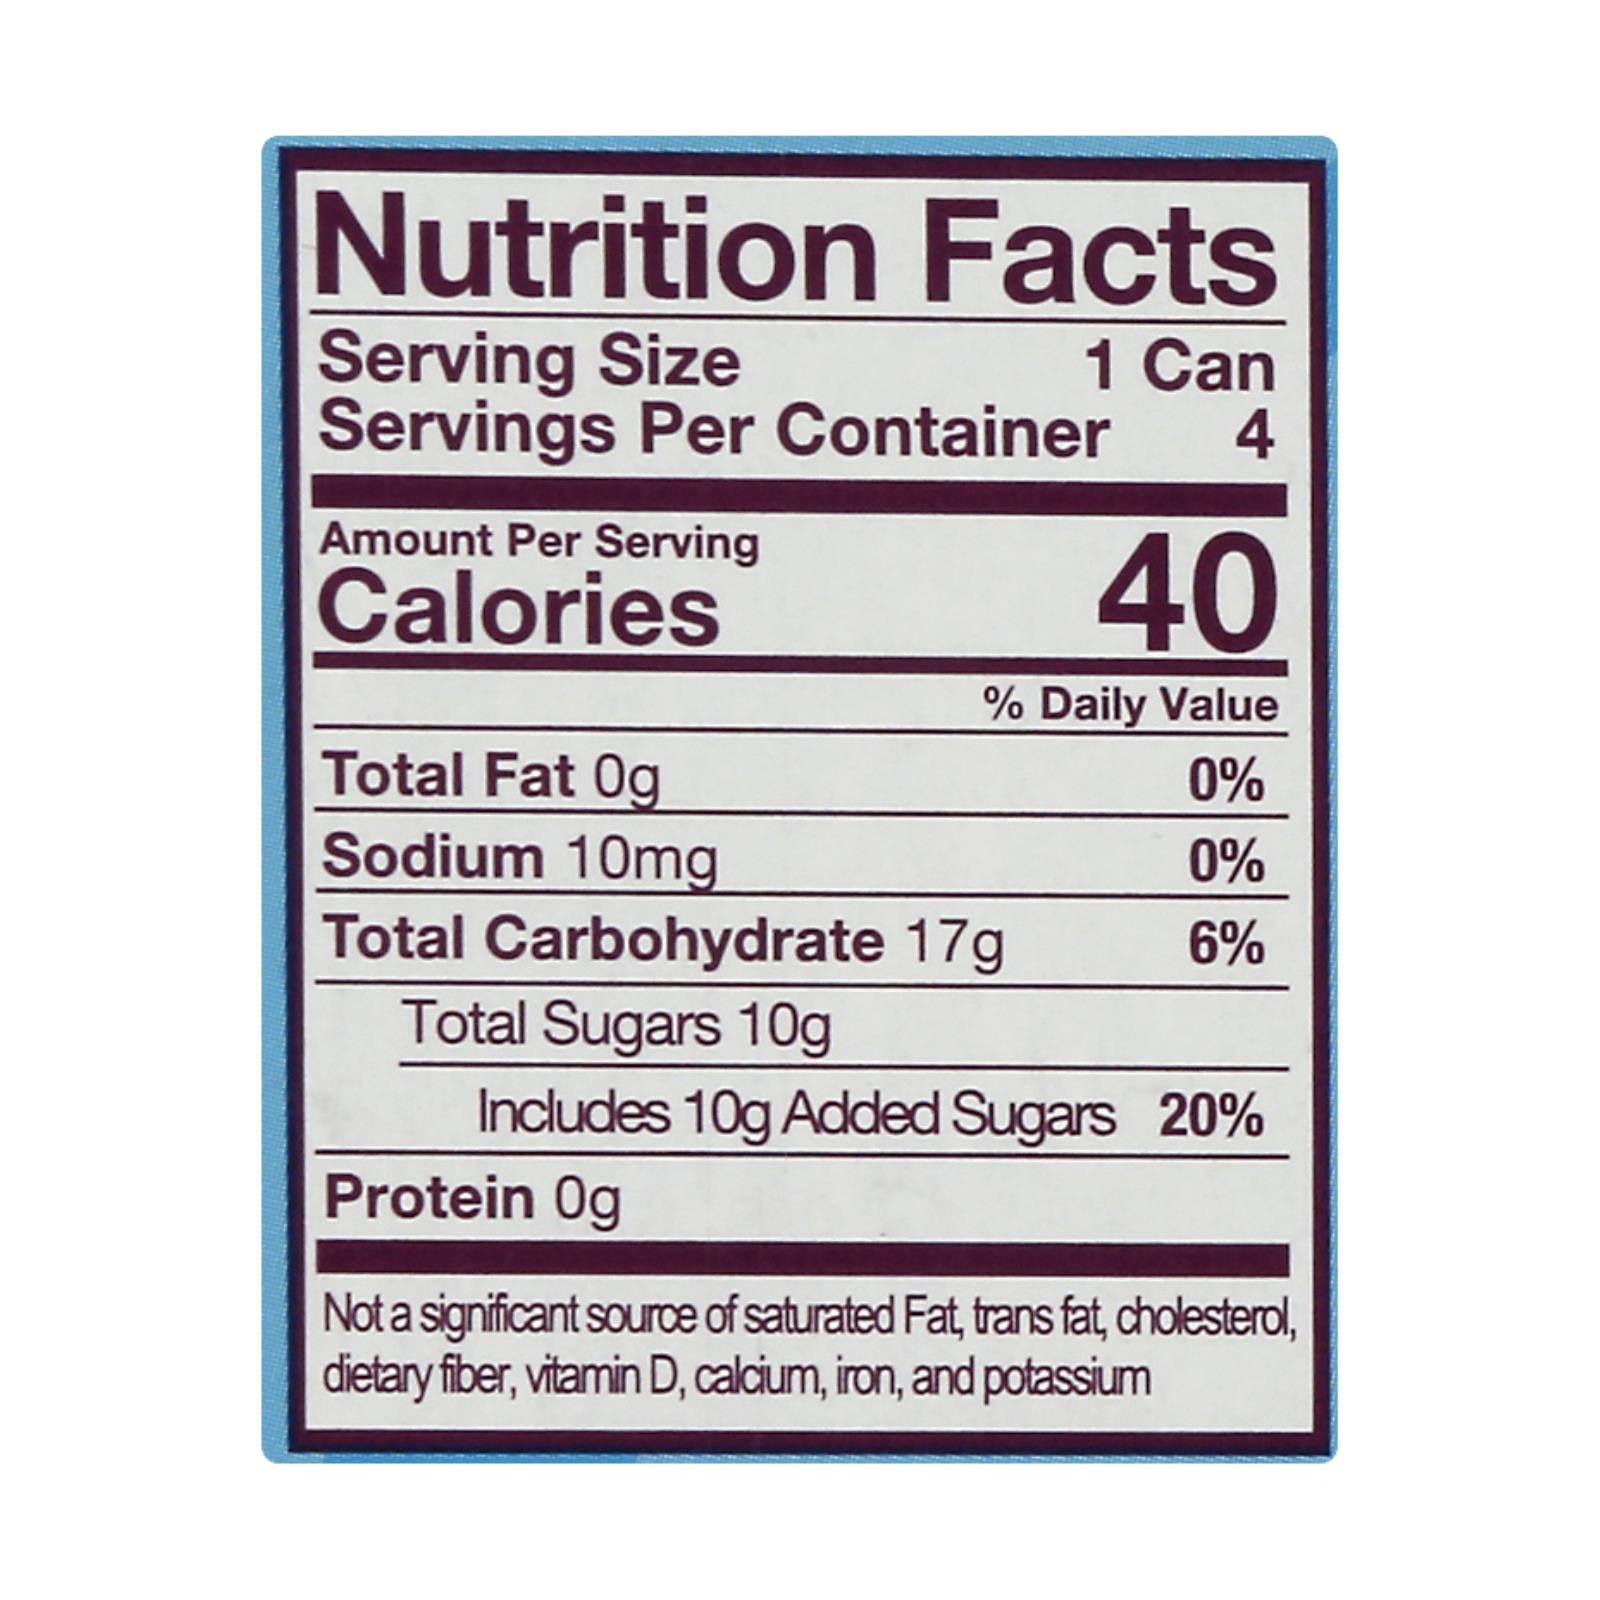 Nutrition Facts
Serving Size 1 Can
Servings Per Container 4
Amount Per Serving
Calories 40
% Daily Value
Total Fat 0g 0%
Sodium 10mg 0%
Total Carbohydrate 17g 6%
Total Sugars 10g
Includes 10g Added Sugars 20%
Protein 0g
Not a significant source of saturated Fat, trans fat, cholesterol,
dietary fiber, vitamin D, calcium, iron, and potassium